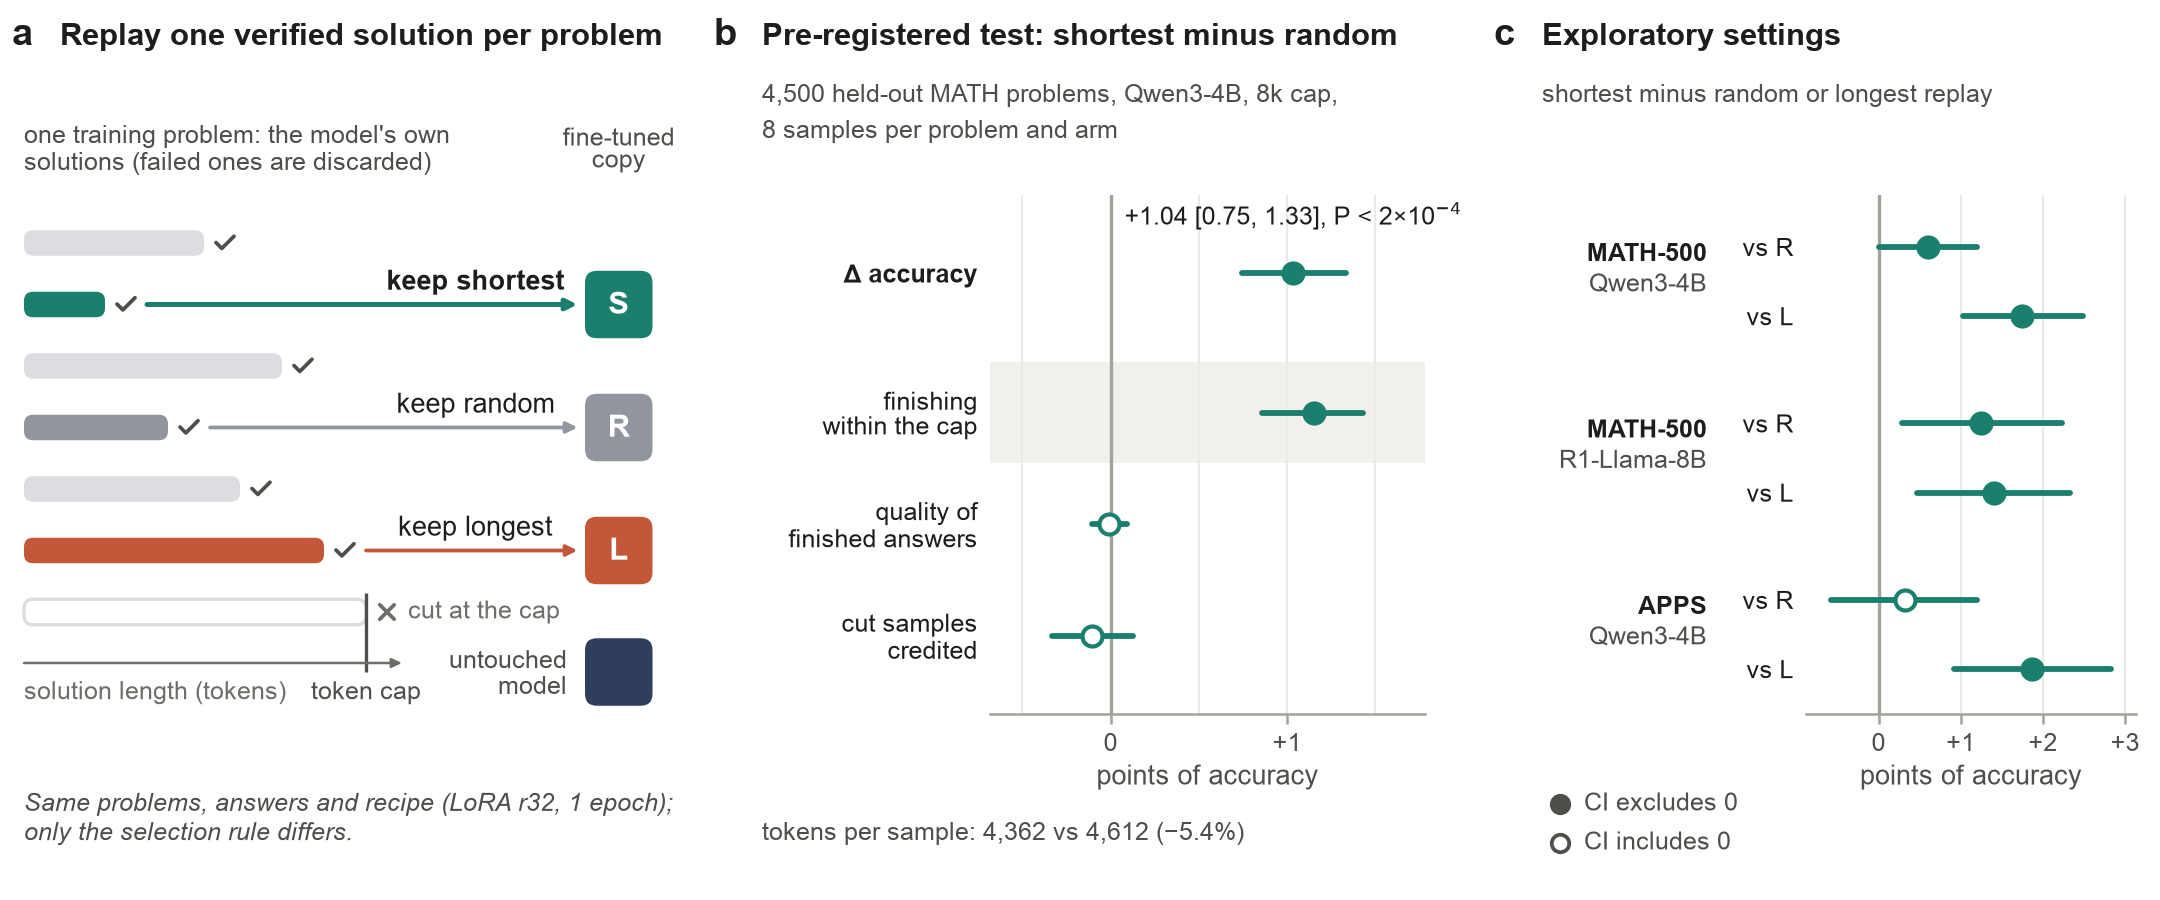 a Replay one verified solution per problem
one training problem: the model's own
solutions (failed ones are discarded)
fine-tuned
copy
keep shortest
S
keep random
R
keep longest
L
cut at the cap
untouched
model
solution length (tokens)
token cap
Same problems, answers and recipe (LoRA r32, 1 epoch);
only the selection rule differs.
b Pre-registered test: shortest minus random
4,500 held-out MATH problems, Qwen3-4B, 8k cap,
8 samples per problem and arm
+1.04 [0.75, 1.33], P < 2×10⁻⁴
Δ accuracy
finishing
within the cap
quality of
finished answers
cut samples
credited
0 +1
points of accuracy
tokens per sample: 4,362 vs 4,612 (−5.4%)
c Exploratory settings
shortest minus random or longest replay
MATH-500
Qwen3-4B
vs R
vs L
MATH-500
R1-Llama-8B
vs R
vs L
APPS
Qwen3-4B
vs R
vs L
0 +1 +2 +3
points of accuracy
CI excludes 0
CI includes 0